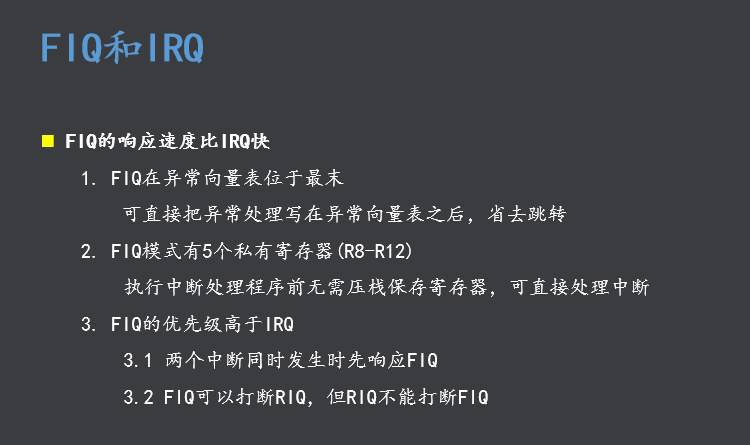 FIQ和IRQ
FIQ的响应速度比IRQ快
1. FIQ在异常向量表位于最末
可直接把异常处理写在异常向量表之后，省去跳转
2. FIQ模式有5个私有寄存器(R8-R12)
执行中断处理程序前无需压栈保存寄存器，可直接处理中断
3. FIQ的优先级高于IRQ
3.1 两个中断同时发生时先响应FIQ
3.2 FIQ可以打断RIQ，但RIQ不能打断FIQ